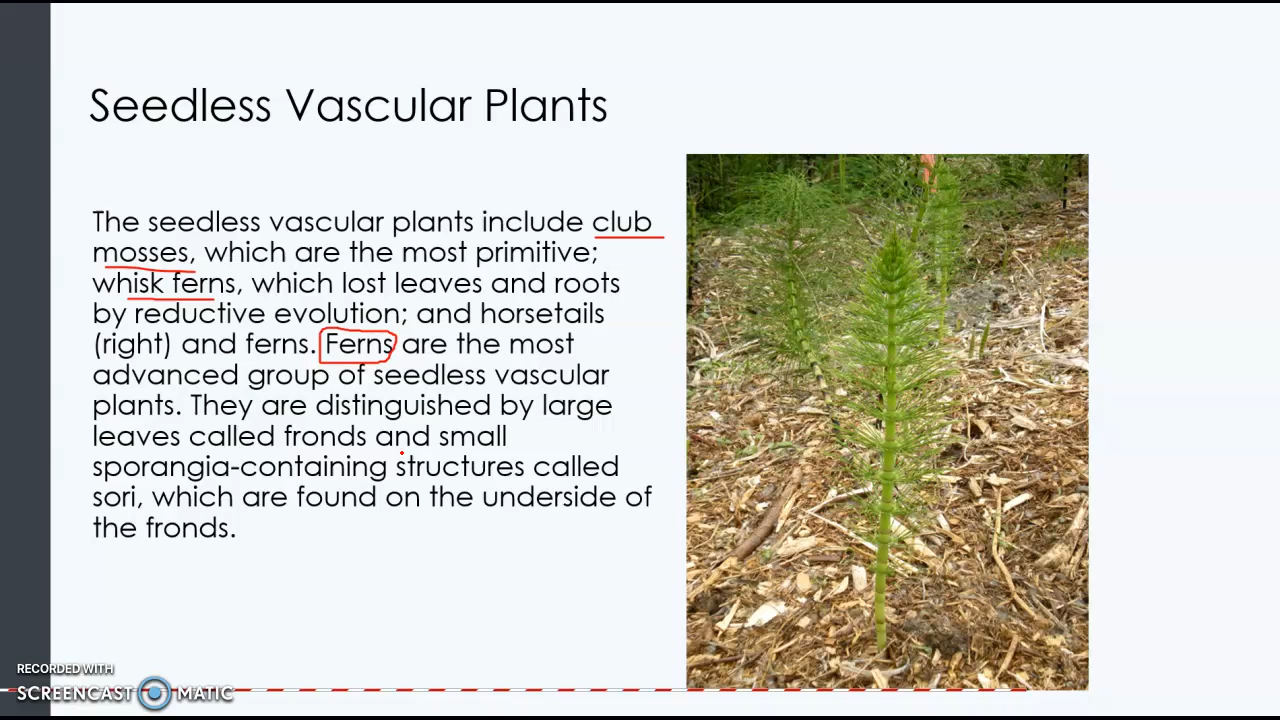 Seedless Vascular Plants
The seedless vascular plants include club
mosses, which are the most primitive;
whisk ferns, which lost leaves and roots
by reductive evolution; and horsetails
(right) and ferns. Ferns are the most
advanced group of seedless vascular
plants. They are distinguished by large
leaves called fronds and small
sporangia-containing structures called
sori, which are found on the underside of
the fronds.
RECORDED WITH
SCREENCAST MATIC